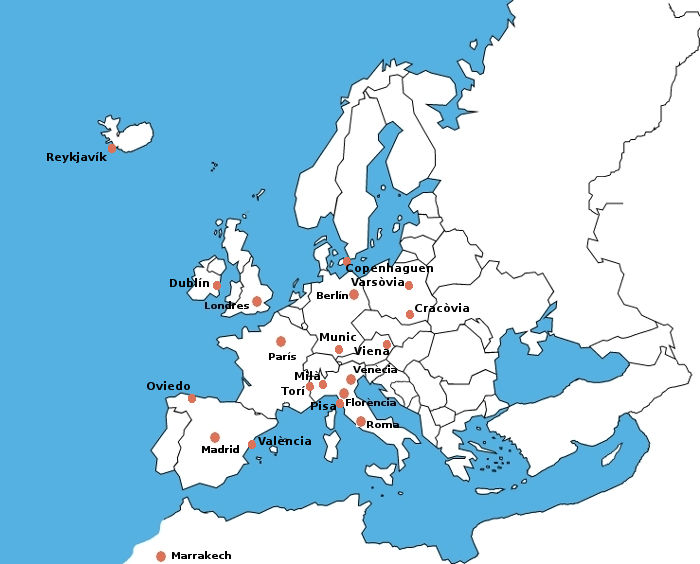 Reykjavík
Copenhaguen
Dublín
Varsòvia
Berlín
Londres
Cracòvia
Munic
Viena
París
Venecia
Milà
Oviedo
Torí
Pisa
Florència
Roma
València
Madrid
Marrakech